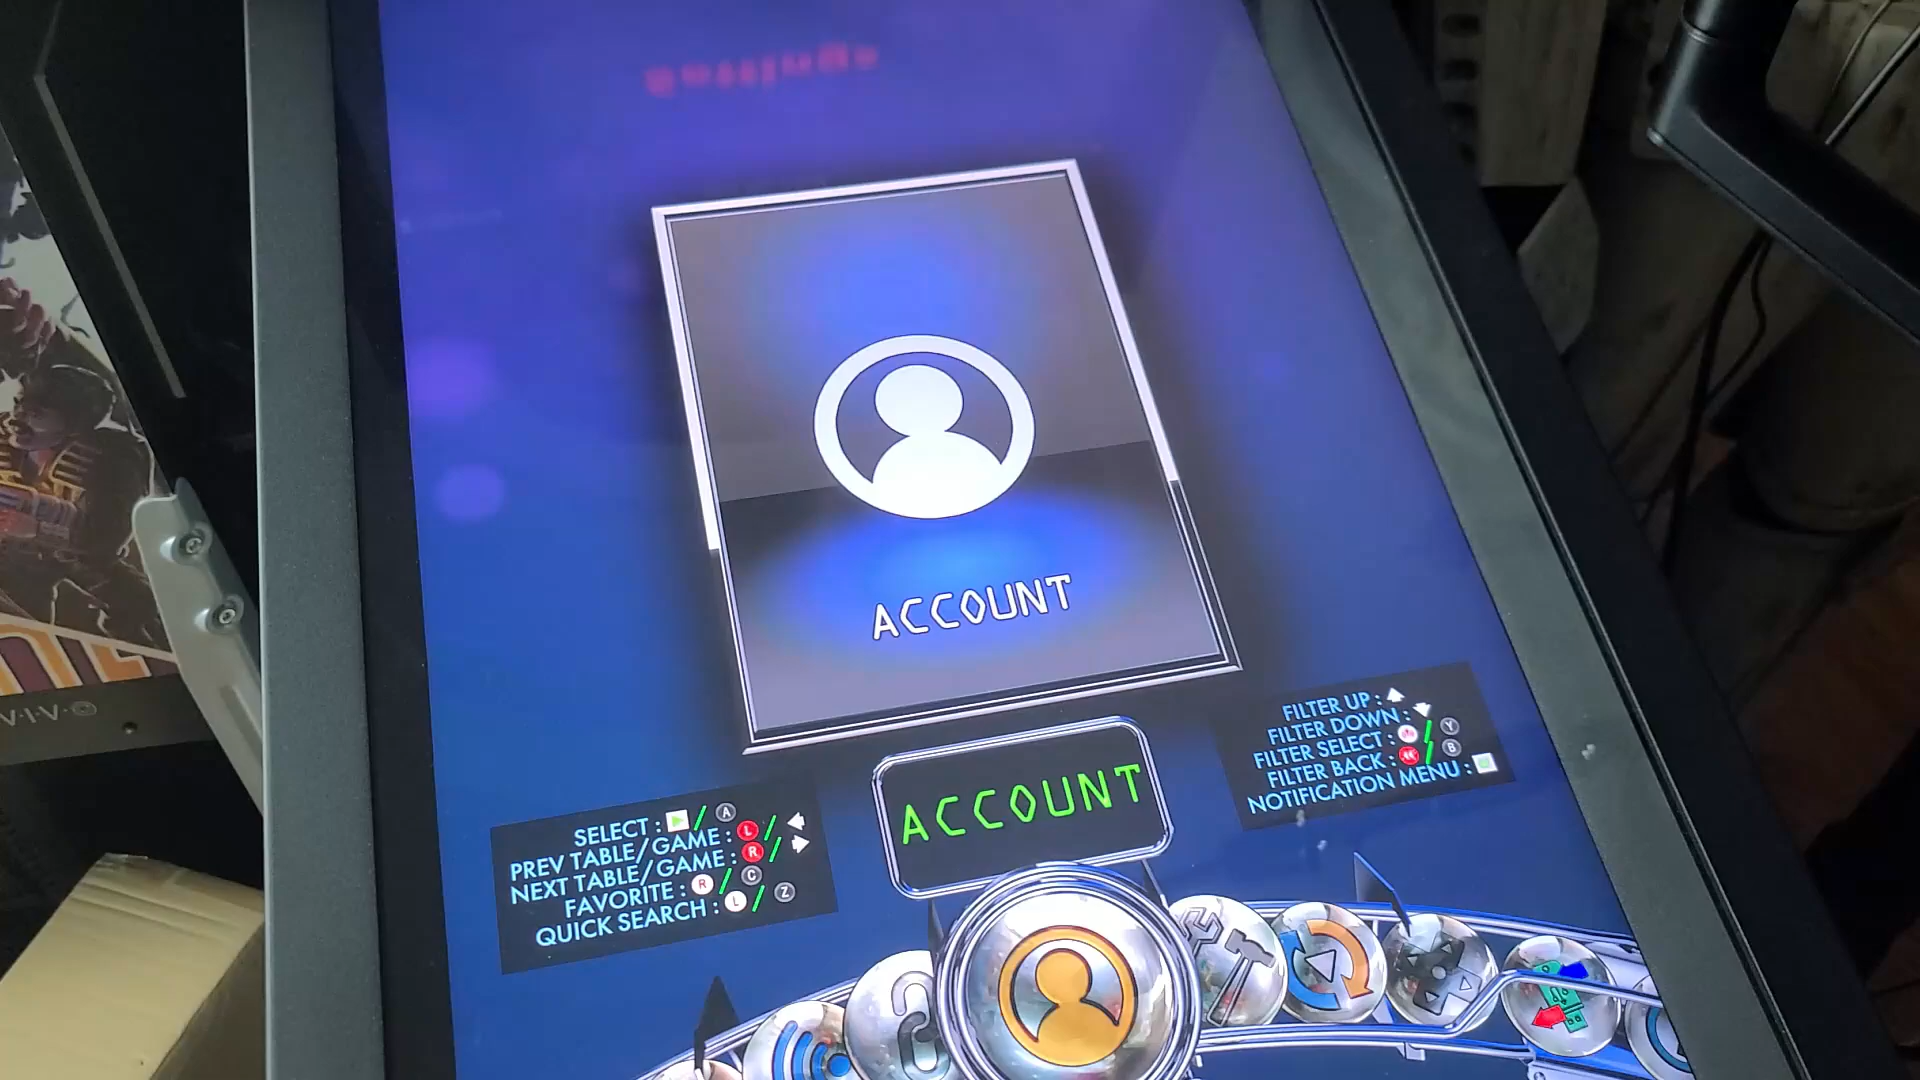 settings
ACCOUNT
ACCOUNT
FILTER UP :
FILTER DOWN :
FILTER SELECT : / Y
FILTER BACK : / B
NOTIFICATION MENU :
SELECT : / A
PREV TABLE/GAME : L /
NEXT TABLE/GAME : R /
FAVORITE : R / C
QUICK SEARCH : L / Z
V·I·V·O